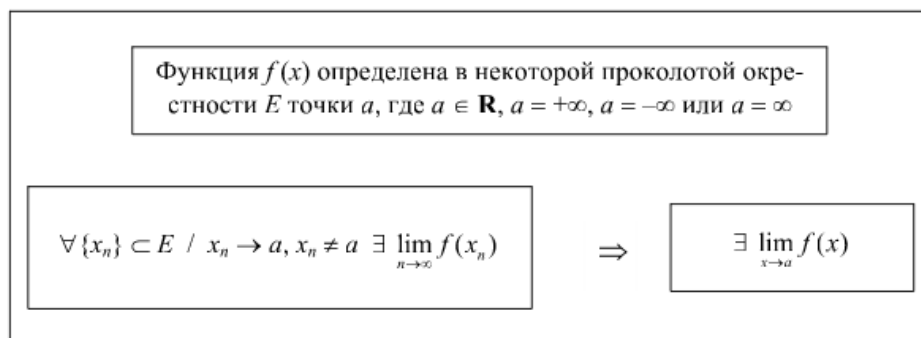 Функция f(x) определена в некоторой проколотой окре-
стности E точки a, где a ∈ R, a = +∞, a = –∞ или a = ∞
∀{xₙ} ⊂ E / xₙ → a, xₙ ≠ a ∃ lim f(xₙ) ⇒ ∃ lim f(x)
n→∞ x→a